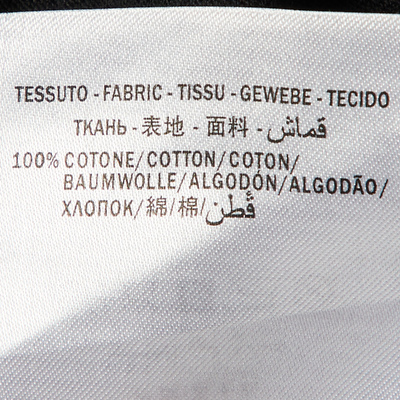 TESSUTO - FABRIC - TISSU - GEWEBE - TECIDO
ТКАНЬ - 表地 - 面料 - قماش
100% COTONE/COTTON/COTON/
BAUMWOLLE/ALGODÓN/ALGODÃO/
ХЛОПОК/綿/棉/قُطن